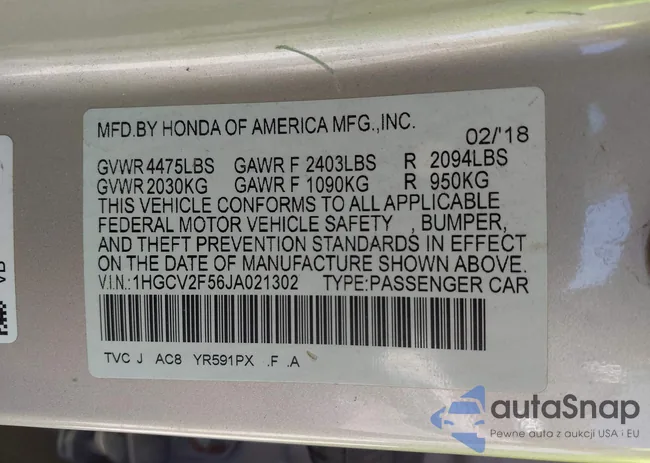 MFD.BY HONDA OF AMERICA MFG.,INC. 02/'18
GVWR 4475LBS GAWR F 2403LBS R 2094LBS
GVWR 2030KG GAWR F 1090KG R 950KG
THIS VEHICLE CONFORMS TO ALL APPLICABLE
FEDERAL MOTOR VEHICLE SAFETY , BUMPER,
AND THEFT PREVENTION STANDARDS IN EFFECT
ON THE DATE OF MANUFACTURE SHOWN ABOVE.
V.I.N.:1HGCV2F56JA021302 TYPE:PASSENGER CAR
TVC J AC8 YR591PX .F .A
VB
autaSnap
Pewne auta z aukcji USA i EU